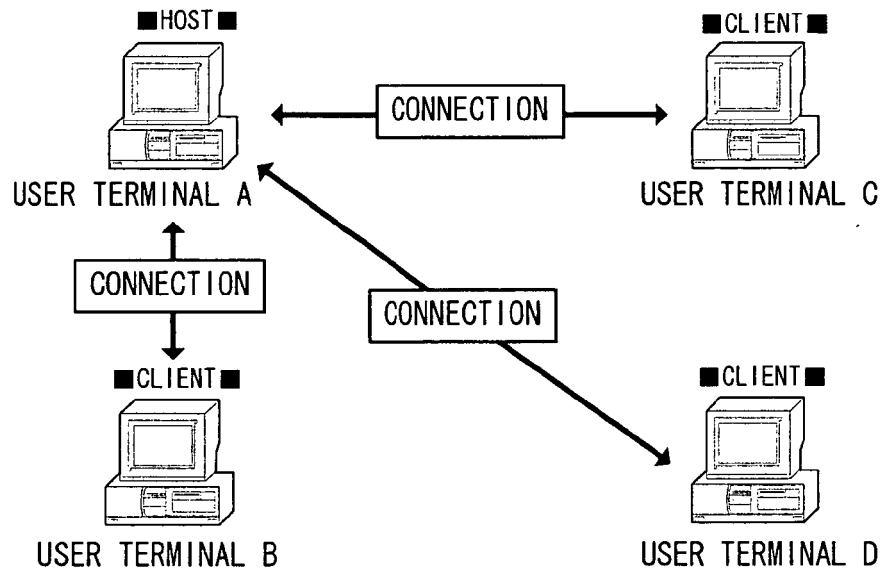 ■HOST■
■CLIENT■
CONNECTION
USER TERMINAL A
USER TERMINAL C
CONNECTION
CONNECTION
■CLIENT■
■CLIENT■
USER TERMINAL B
USER TERMINAL D